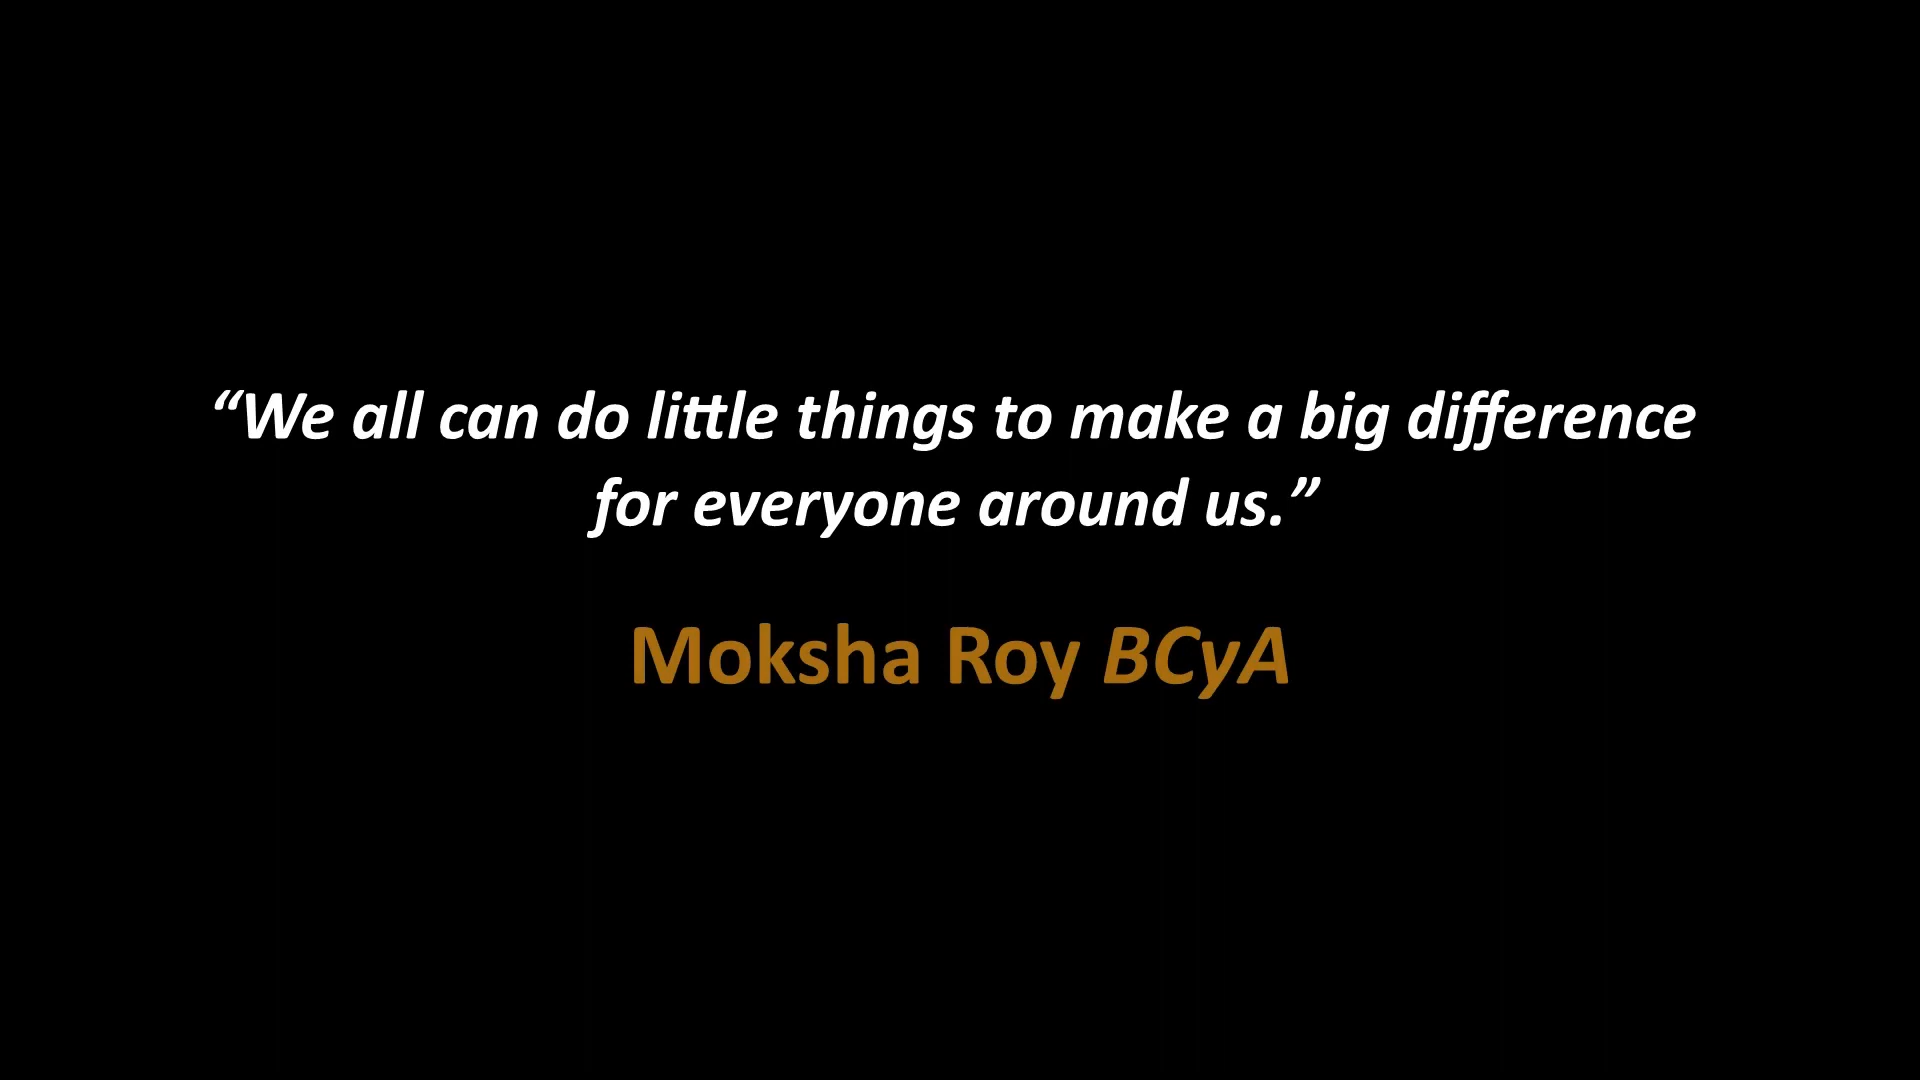 “We all can do little things to make a big difference
for everyone around us.”
Moksha Roy BCyA